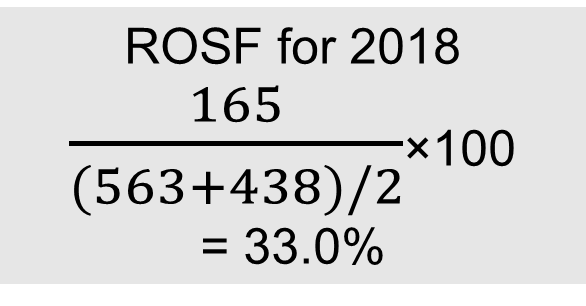 ROSF for 2018
165
(563+438)/2
×100
= 33.0%